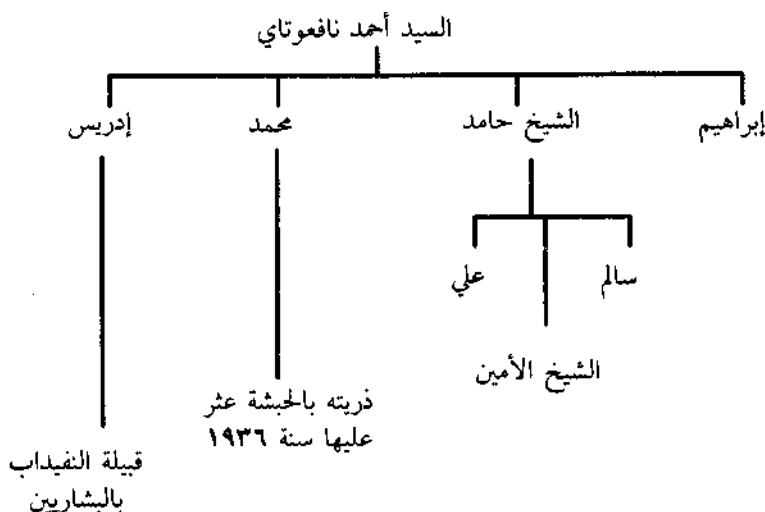 السيد أحمد نافعوتاي
إبراهيم
الشيخ حامد
محمد
إدريس
سالم
علي
الشيخ الأمين
ذريته بالحبشة عثر
عليها سنة ١٩٣٦
قبيلة النفيداب
بالبشاريين